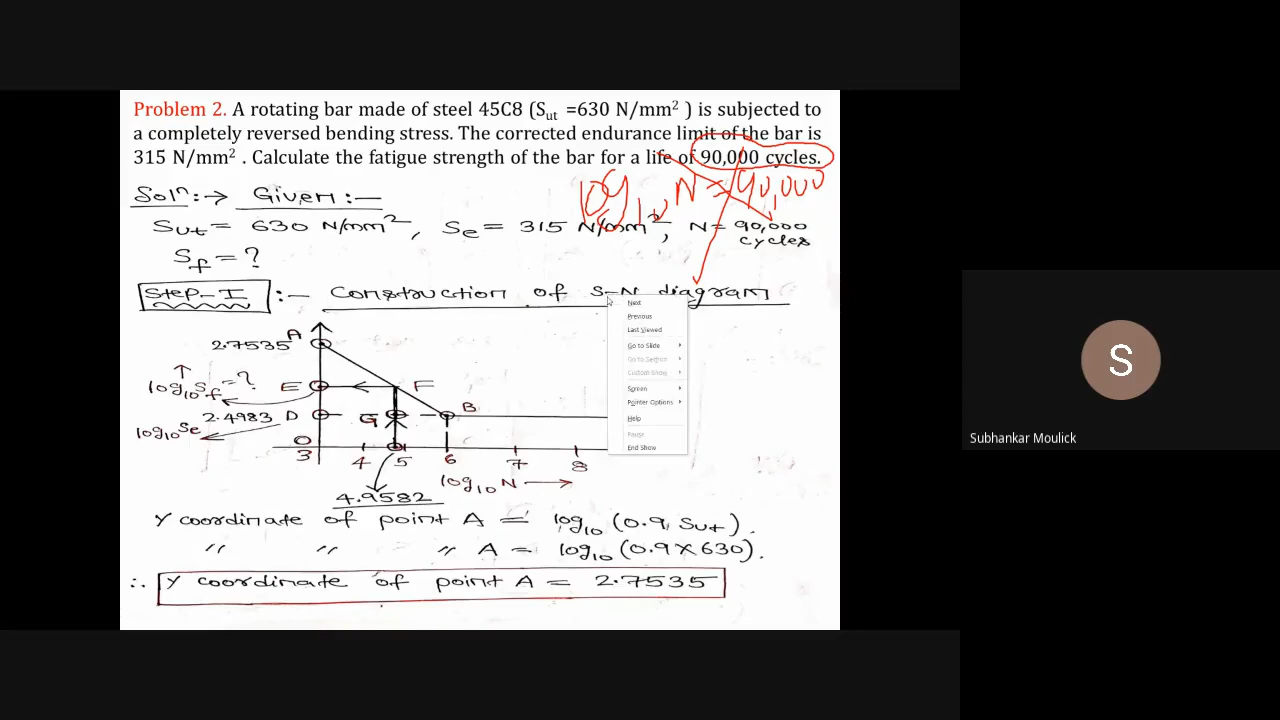 Problem 2. A rotating bar made of steel 45C8 (Sut =630 N/mm2 ) is subjected to
a completely reversed bending stress. The corrected endurance limit of the bar is
315 N/mm2 . Calculate the fatigue strength of the bar for a life of 90,000 cycles.
log10 N = 90,000
Soln:→ Given:—
Sut = 630 N/mm2, Se = 315 N/mm2, N = 90,000 cycles
Sf = ?
Step-I :- Construction of S-N diagram
Next
Previous
Last Viewed
Go to Slide
Go to Section
Custom Show
Screen
Pointer Options
Help
Pause
End Show
2.7535 A
log10 Sf = ? E F
2.4983 D G B
log10 Se
O
3 4 5 6 7 8
log10 N →
4.9582
Y coordinate of point A = log10 (0.9 Sut).
" " " A = log10 (0.9 X 630).
∴ Y coordinate of point A = 2.7535
S
Subhankar Moulick